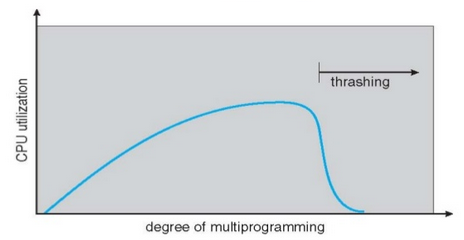 thrashing
CPU utilization
degree of multiprogramming